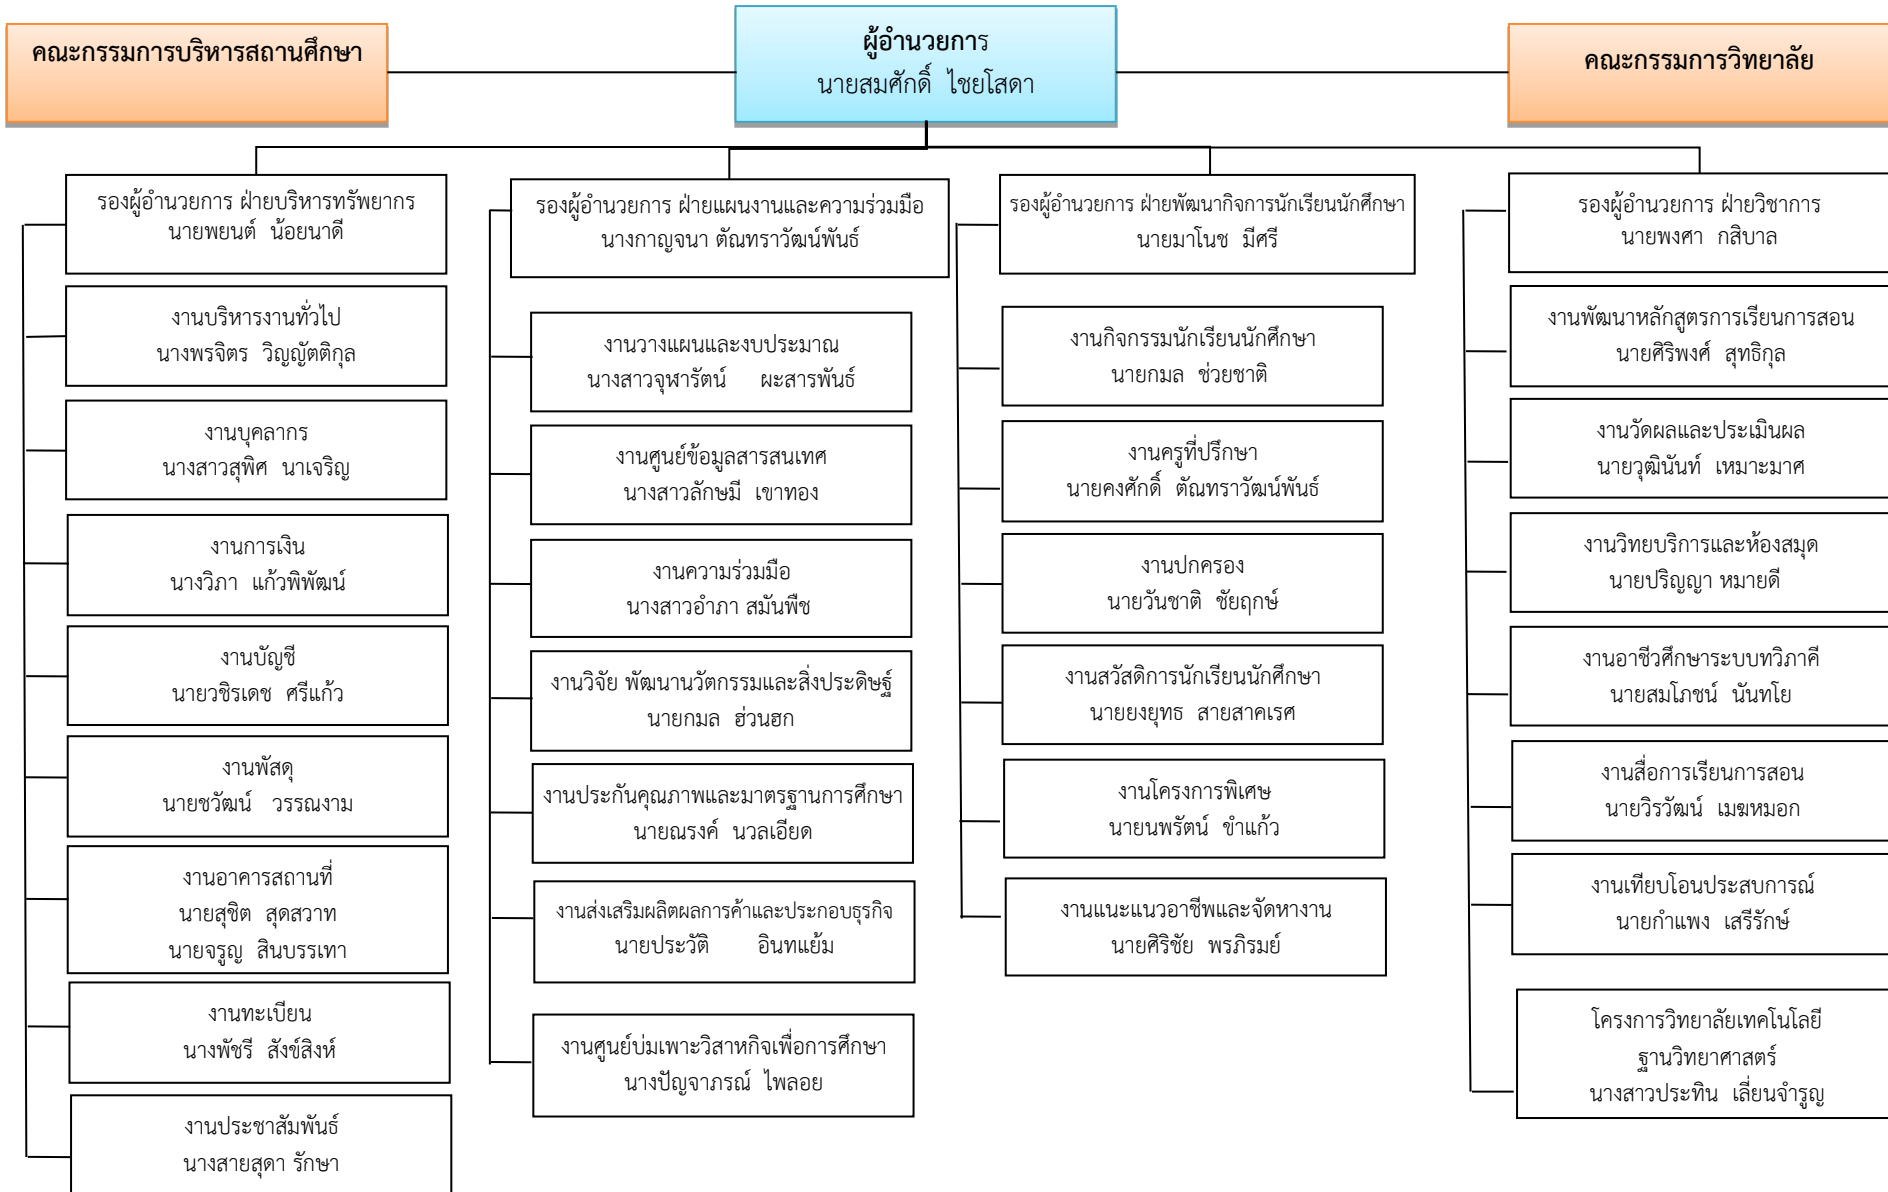 คณะกรรมการบริหารสถานศึกษา
ผู้อำนวยการ
นายสมศักดิ์ ไชยโสดา
คณะกรรมการวิทยาลัย
รองผู้อำนวยการ ฝ่ายบริหารทรัพยากร
นายพยนต์ น้อยนาดี
งานบริหารงานทั่วไป
นางพรจิตร วิญญัตติกุล
งานบุคลากร
นางสาวสุพิศ นาเจริญ
งานการเงิน
นางวิภา แก้วพิพัฒน์
งานบัญชี
นายวชิรเดช ศรีแก้ว
งานพัสดุ
นายชวัฒน์ วรรณงาม
งานอาคารสถานที่
นายสุชิต สุดสวาท
นายจรูญ สินบรรเทา
งานทะเบียน
นางพัชรี สังข์สิงห์
งานประชาสัมพันธ์
นางสายสุดา รักษา
รองผู้อำนวยการ ฝ่ายแผนงานและความร่วมมือ
นางกาญจนา ตัณทราวัฒน์พันธ์
งานวางแผนและงบประมาณ
นางสาวจุฬารัตน์ ผะสารพันธ์
งานศูนย์ข้อมูลสารสนเทศ
นางสาวลักษมี เขาทอง
งานความร่วมมือ
นางสาวอำภา สมันพืช
งานวิจัย พัฒนานวัตกรรมและสิ่งประดิษฐ์
นายกมล ฮ่วนฮก
งานประกันคุณภาพและมาตรฐานการศึกษา
นายณรงค์ นวลเอียด
งานส่งเสริมผลิตผลการค้าและประกอบธุรกิจ
นายประวัติ อินทแย้ม
งานศูนย์บ่มเพาะวิสาหกิจเพื่อการศึกษา
นางปัญจาภรณ์ ไพลอย
รองผู้อำนวยการ ฝ่ายพัฒนากิจการนักเรียนนักศึกษา
นายมาโนช มีศรี
งานกิจกรรมนักเรียนนักศึกษา
นายกมล ช่วยชาติ
งานครูที่ปรึกษา
นายคงศักดิ์ ตัณทราวัฒน์พันธ์
งานปกครอง
นายวันชาติ ชัยฤกษ์
งานสวัสดิการนักเรียนนักศึกษา
นายยงยุทธ สายสาคเรศ
งานโครงการพิเศษ
นายนพรัตน์ ขำแก้ว
งานแนะแนวอาชีพและจัดหางาน
นายศิริชัย พรภิรมย์
รองผู้อำนวยการ ฝ่ายวิชาการ
นายพงศา กสิบาล
งานพัฒนาหลักสูตรการเรียนการสอน
นายศิริพงศ์ สุทธิกุล
งานวัดผลและประเมินผล
นายวุฒินันท์ เหมาะมาศ
งานวิทยบริการและห้องสมุด
นายปริญญา หมายดี
งานอาชีวศึกษาระบบทวิภาคี
นายสมโภชน์ นันทโย
งานสื่อการเรียนการสอน
นายวิรวัฒน์ เมฆหมอก
งานเทียบโอนประสบการณ์
นายกำแพง เสรีรักษ์
โครงการวิทยาลัยเทคโนโลยี
ฐานวิทยาศาสตร์
นางสาวประทิน เลี่ยนจำรูญ